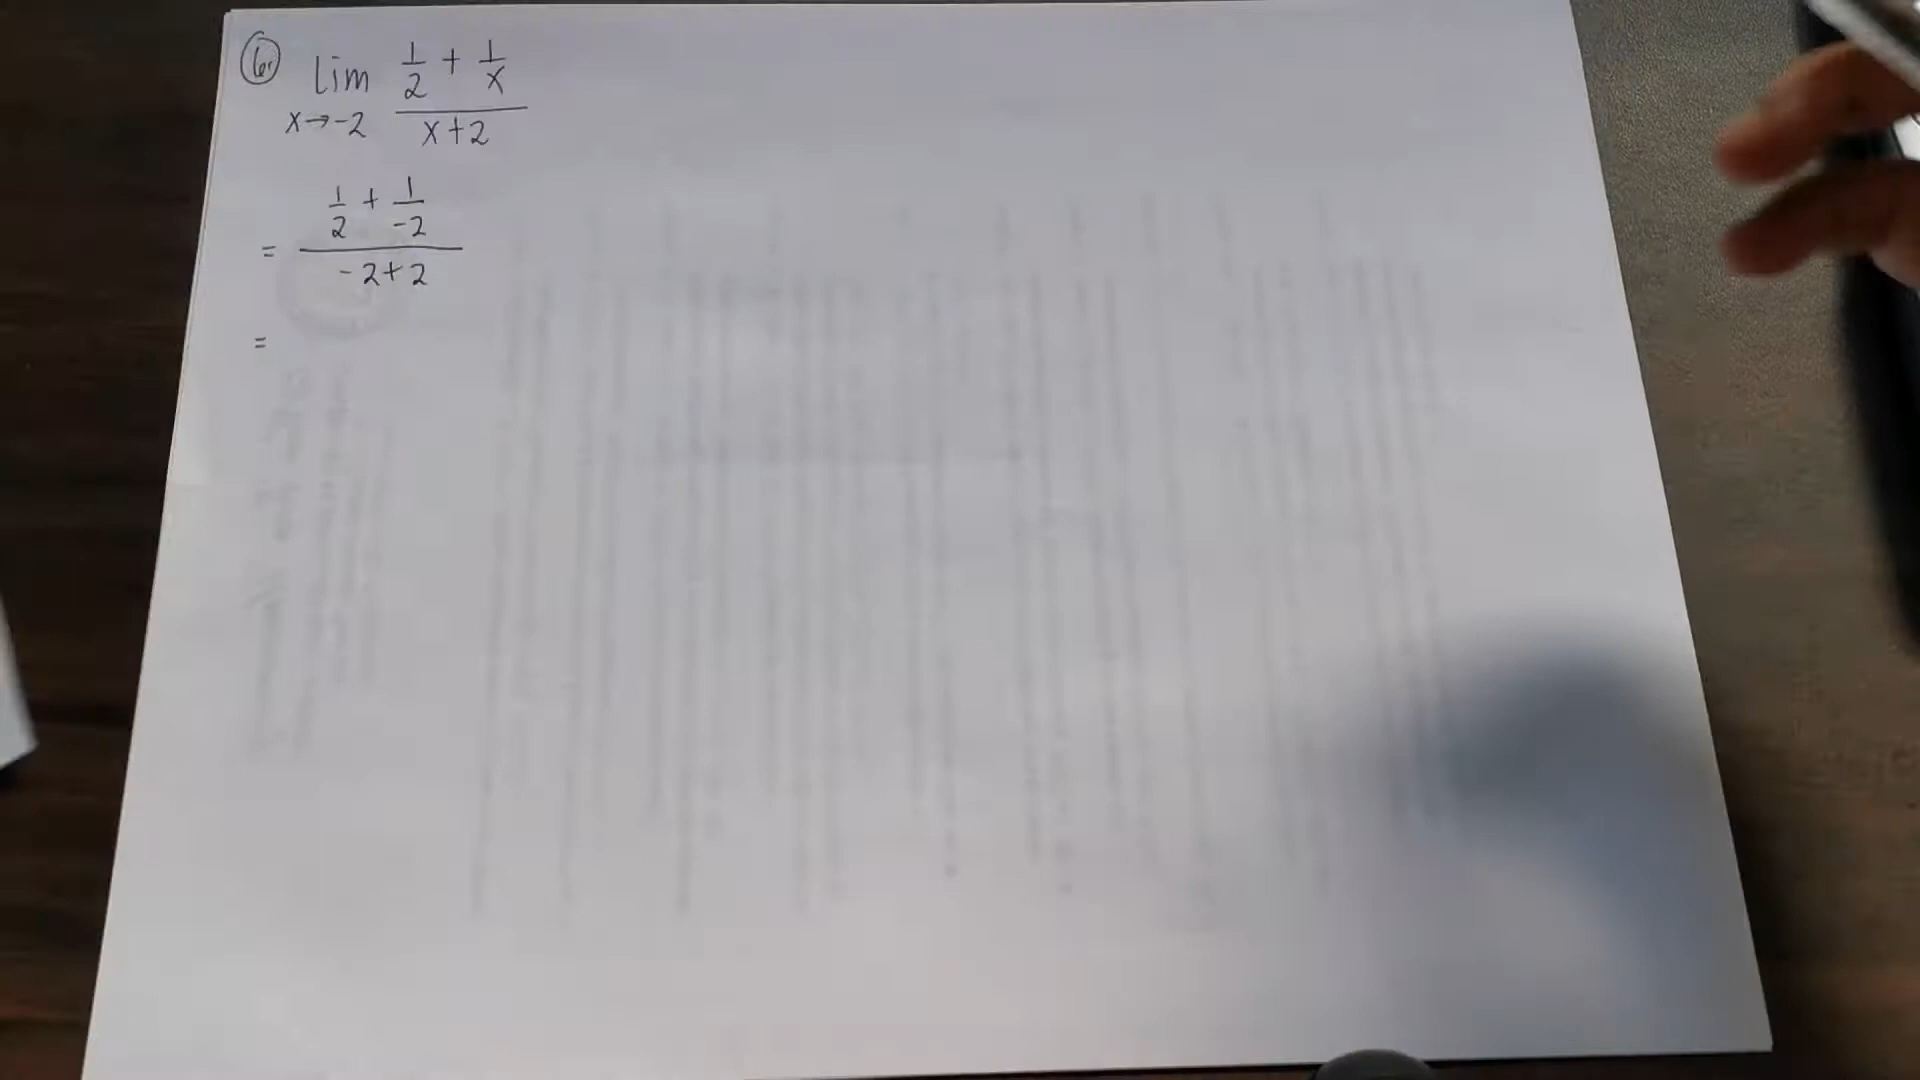 6.
lim
1/2 + 1/x
x→-2
x+2
1/2 + 1/-2
=
-2+2
=